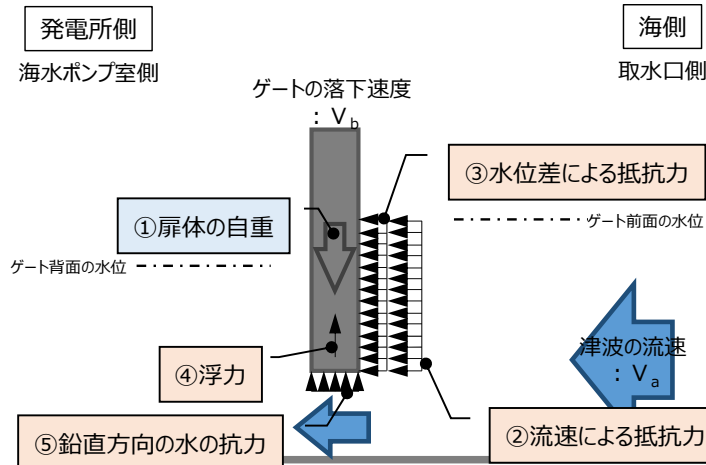 発電所側
海側
海水ポンプ室側
取水口側
ゲートの落下速度
：Ｖb
③水位差による抵抗力
①扉体の自重
ゲート前面の水位
ゲート背面の水位
津波の流速
：Ｖa
④浮力
⑤鉛直方向の水の抗力
②流速による抵抗力